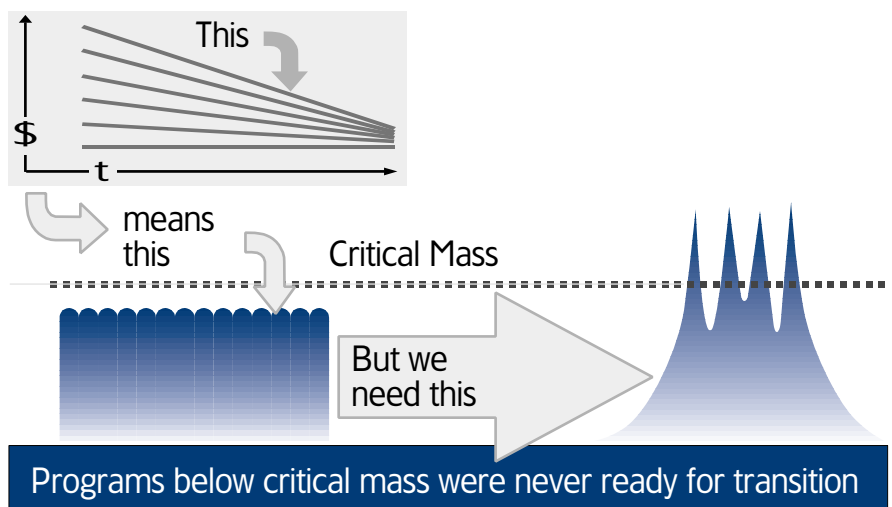 This
$
t
means
this
Critical Mass
But we
need this
Programs below critical mass were never ready for transition